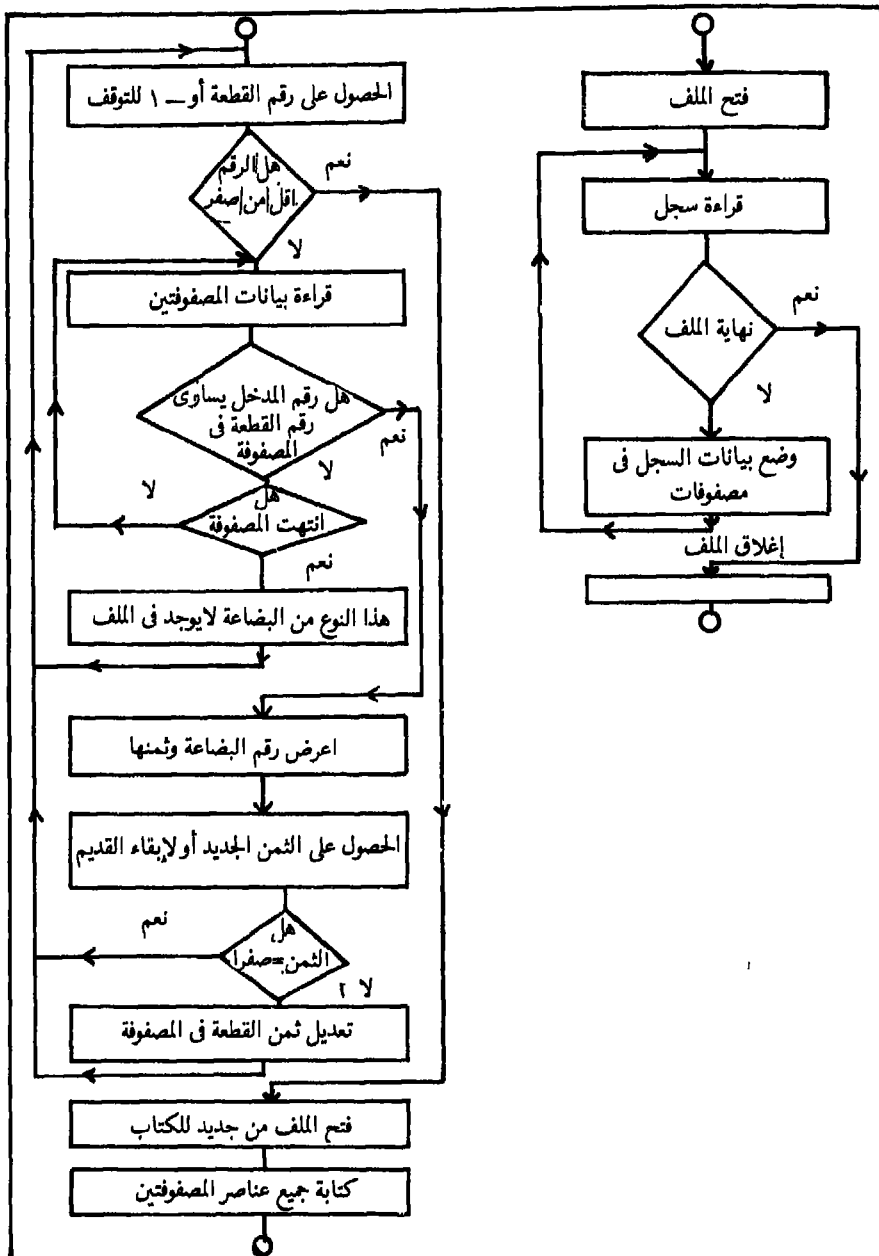 فتح الملف
قراءة سجل
نهاية الملف
نعم
لا
وضع بيانات السجل فى
مصفوفات
إغلاق الملف
الحصول على رقم القطعة أو — ١ للتوقف
هل الرقم
اقل من صفر
نعم
لا
قراءة بيانات المصفوفتين
هل رقم المدخل يساوى
رقم القطعة فى
المصفوفة
نعم
لا
هل
انتهت المصفوفة
لا
نعم
هذا النوع من البضاعة لايوجد فى الملف
اعرض رقم البضاعة وثمنها
الحصول على الثمن الجديد أو لإبقاء القديم
هل
الثمن=صفرا
نعم
لا ٢
تعديل ثمن القطعة فى المصفوفة
فتح الملف من جديد للكتاب
كتابة جميع عناصر المصفوفتين